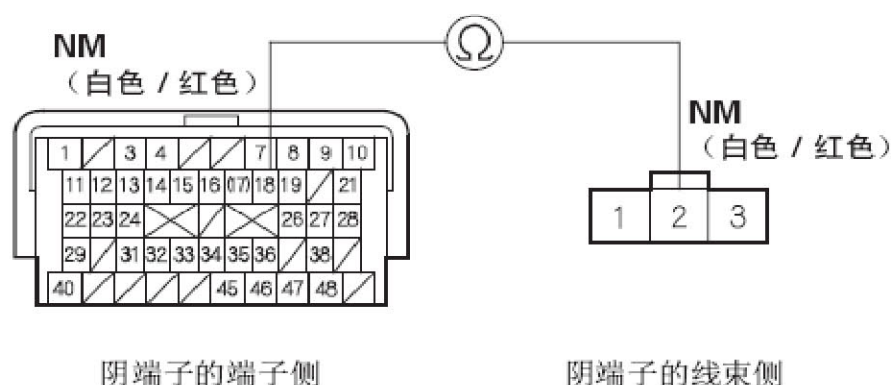 NM
（白色 / 红色）
Ω
NM
（白色 / 红色）
1 3 4 7 8 9 10
11 12 13 14 15 16 (17) 18 19 21
22 23 24 26 27 28
29 31 32 33 34 35 36 38
40 45 46 47 48
1 2 3
阴端子的端子侧
阴端子的线束侧